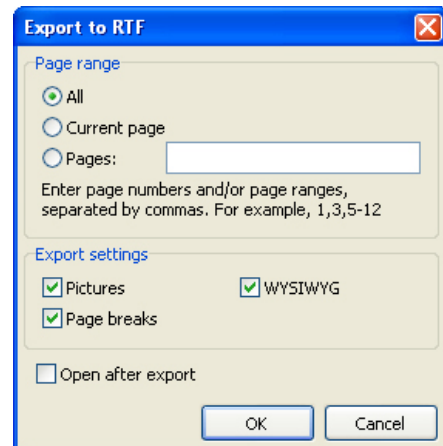 Export to RTF
Page range
All
Current page
Pages:
Enter page numbers and/or page ranges,
separated by commas. For example, 1,3,5-12
Export settings
Pictures
WYSIWYG
Page breaks
Open after export
OK
Cancel